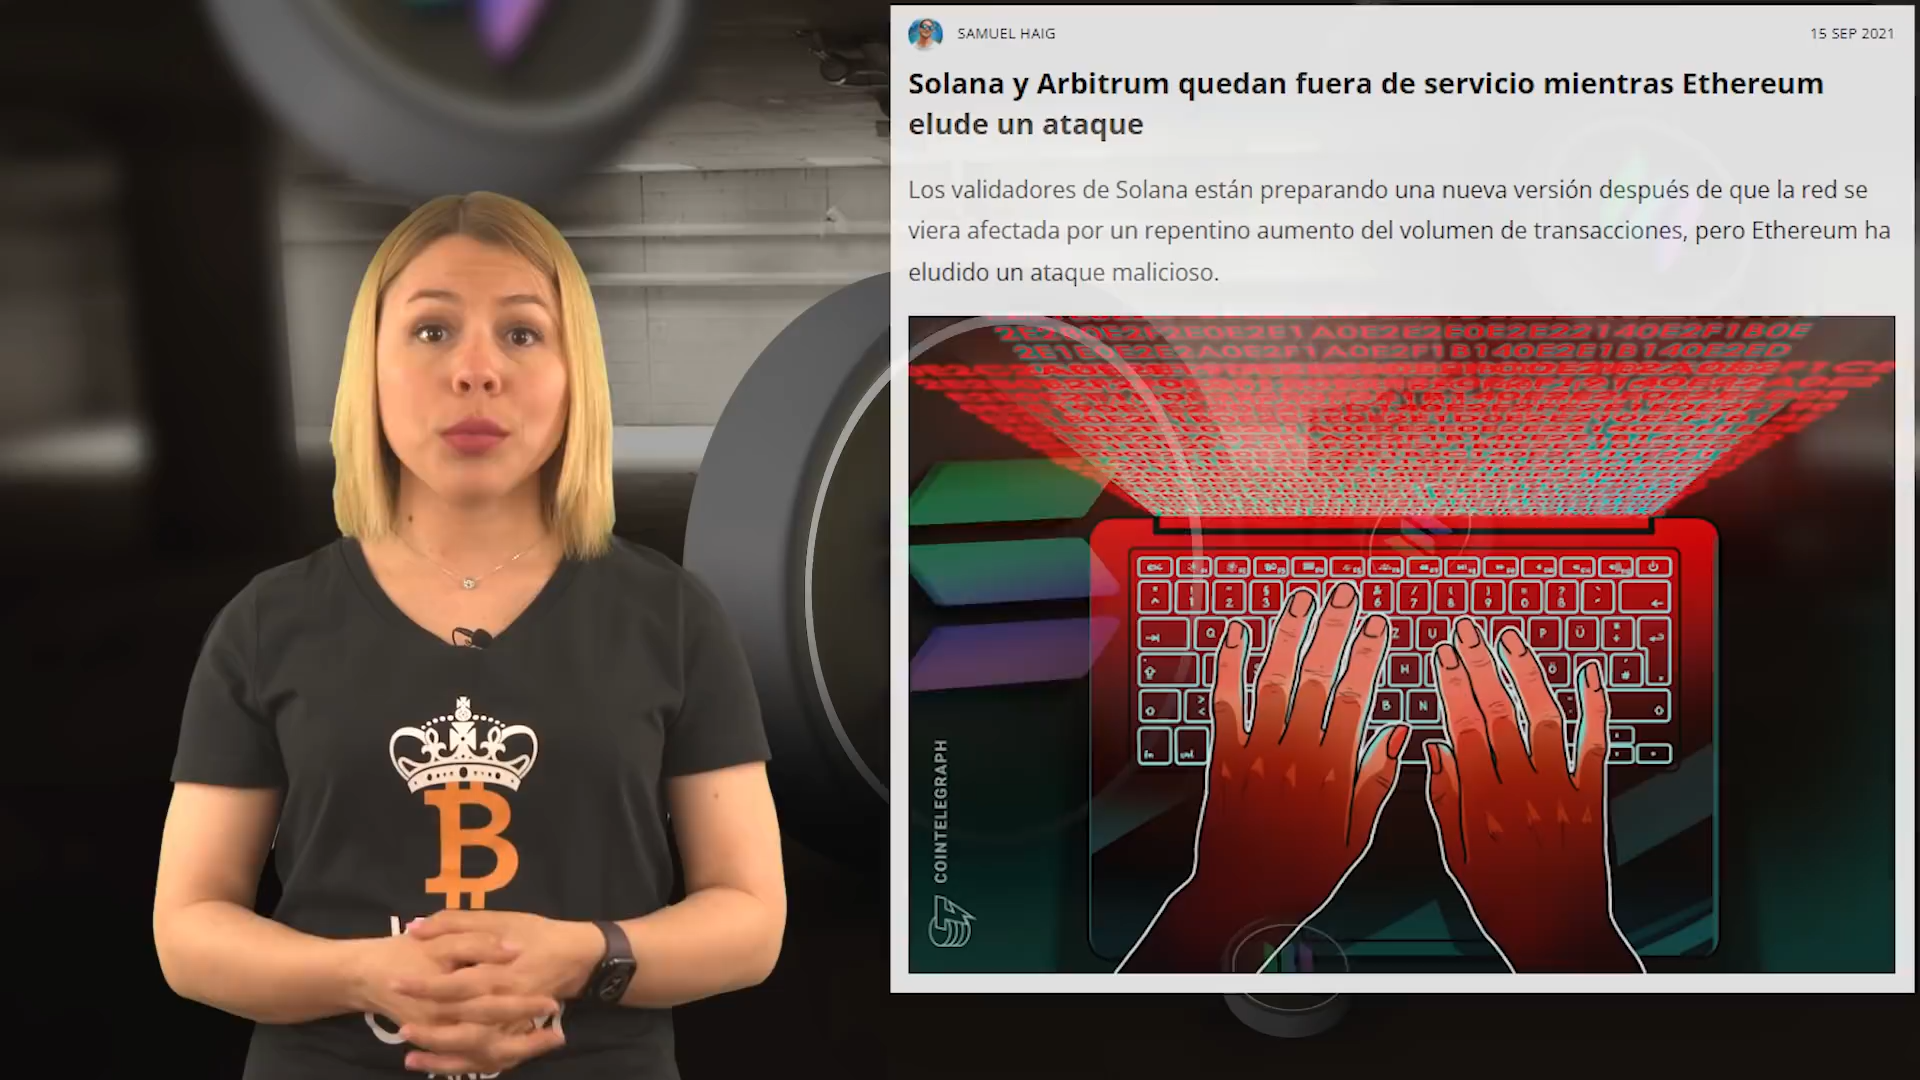 SAMUEL HAIG
15 SEP 2021
Solana y Arbitrum quedan fuera de servicio mientras Ethereum
elude un ataque
Los validadores de Solana están preparando una nueva versión después de que la red se
viera afectada por un repentino aumento del volumen de transacciones, pero Ethereum ha
eludido un ataque malicioso.
COINTELEGRAPH
AND